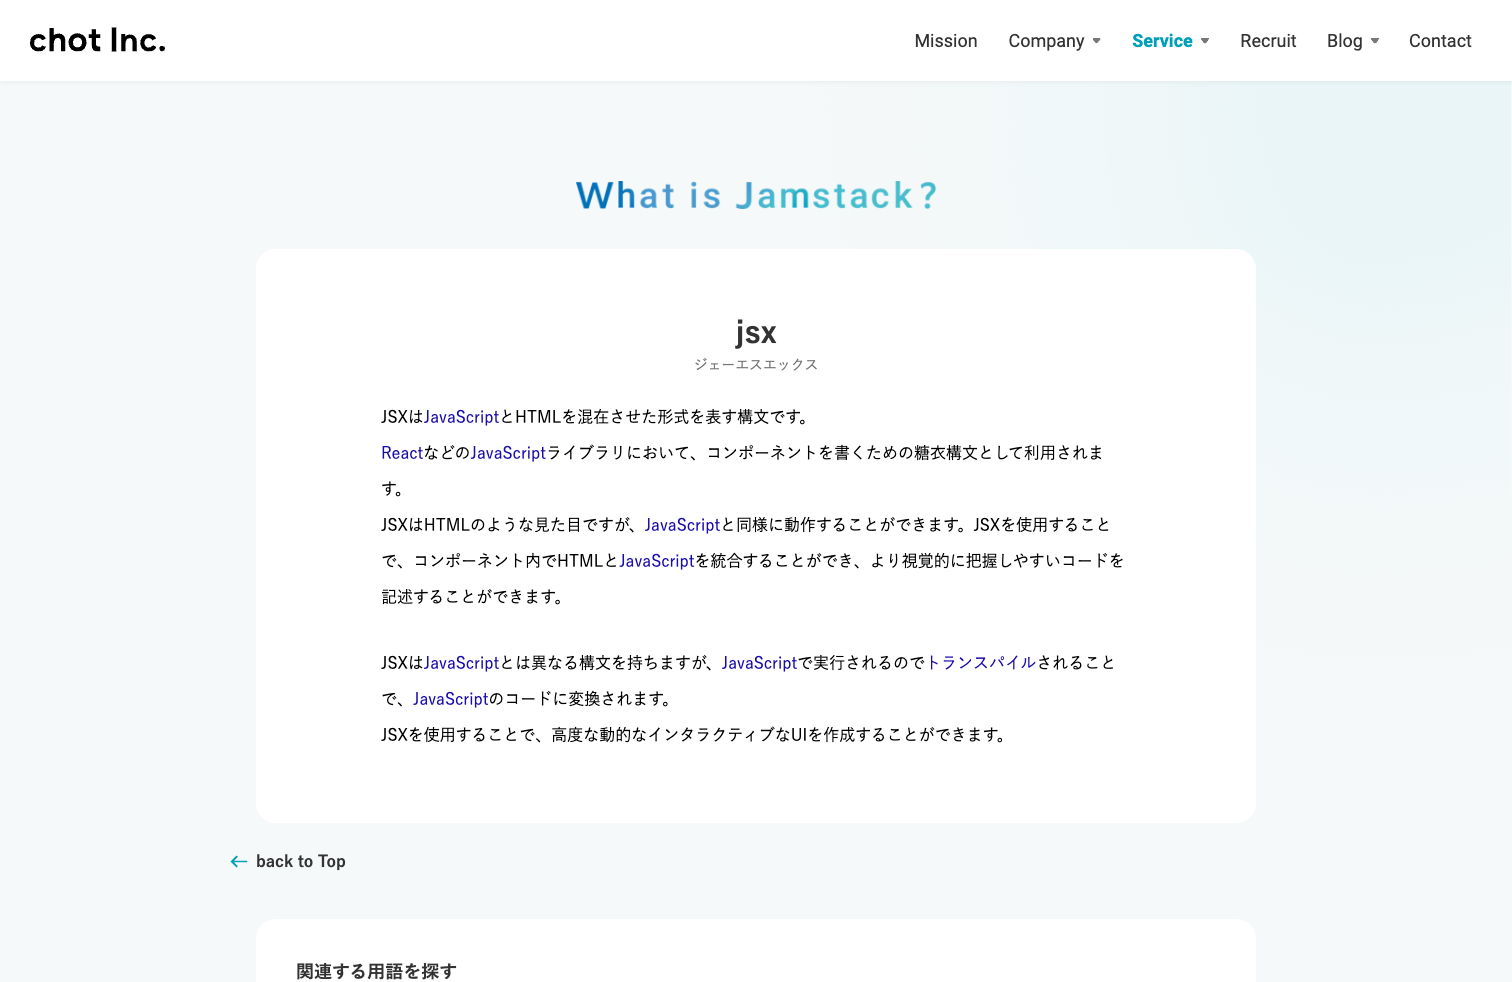 chot Inc.
Mission Company Service Recruit Blog Contact
What is Jamstack?
jsx
ジェーエスエックス
JSXはJavaScriptとHTMLを混在させた形式を表す構文です。
ReactなどのJavaScriptライブラリにおいて、コンポーネントを書くための糖衣構文として利用されま
す。
JSXはHTMLのような見た目ですが、JavaScriptと同様に動作することができます。JSXを使用すること
で、コンポーネント内でHTMLとJavaScriptを統合することができ、より視覚的に把握しやすいコードを
記述することができます。
JSXはJavaScriptとは異なる構文を持ちますが、JavaScriptで実行されるのでトランスパイルされること
で、JavaScriptのコードに変換されます。
JSXを使用することで、高度な動的なインタラクティブなUIを作成することができます。
back to Top
関連する用語を探す